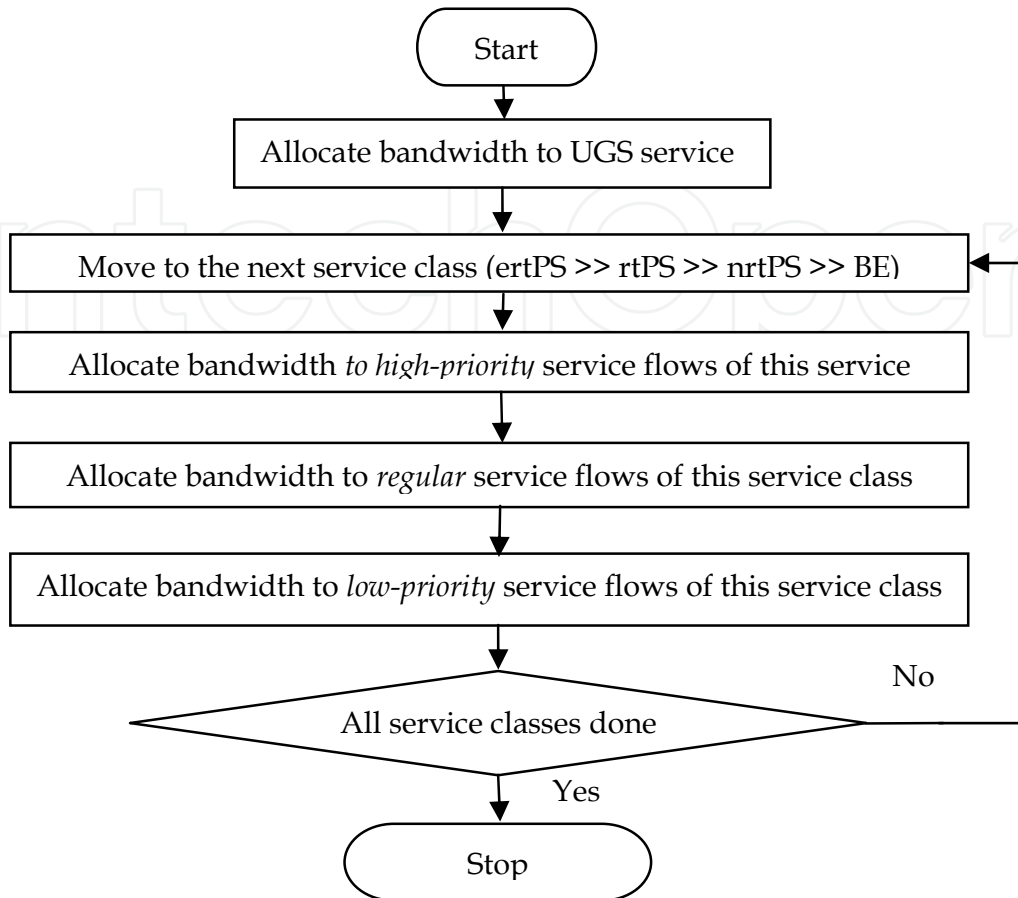 Start
Allocate bandwidth to UGS service
Move to the next service class (ertPS >> rtPS >> nrtPS >> BE)
Allocate bandwidth to high-priority service flows of this service
Allocate bandwidth to regular service flows of this service class
Allocate bandwidth to low-priority service flows of this service class
No
All service classes done
Yes
Stop